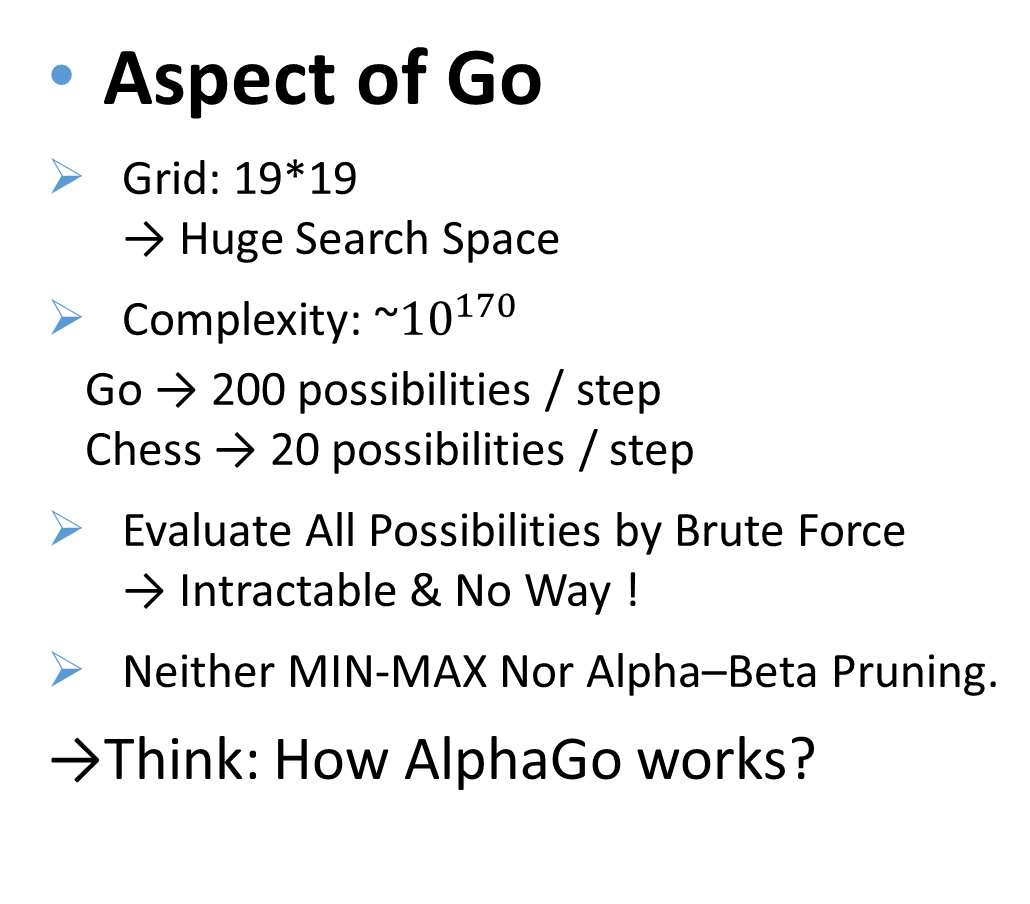 • Aspect of Go
➢ Grid: 19*19
→ Huge Search Space
➢ Complexity: ~10¹⁷⁰
Go → 200 possibilities / step
Chess → 20 possibilities / step
➢ Evaluate All Possibilities by Brute Force
→ Intractable & No Way !
➢ Neither MIN-MAX Nor Alpha–Beta Pruning.
→Think: How AlphaGo works?